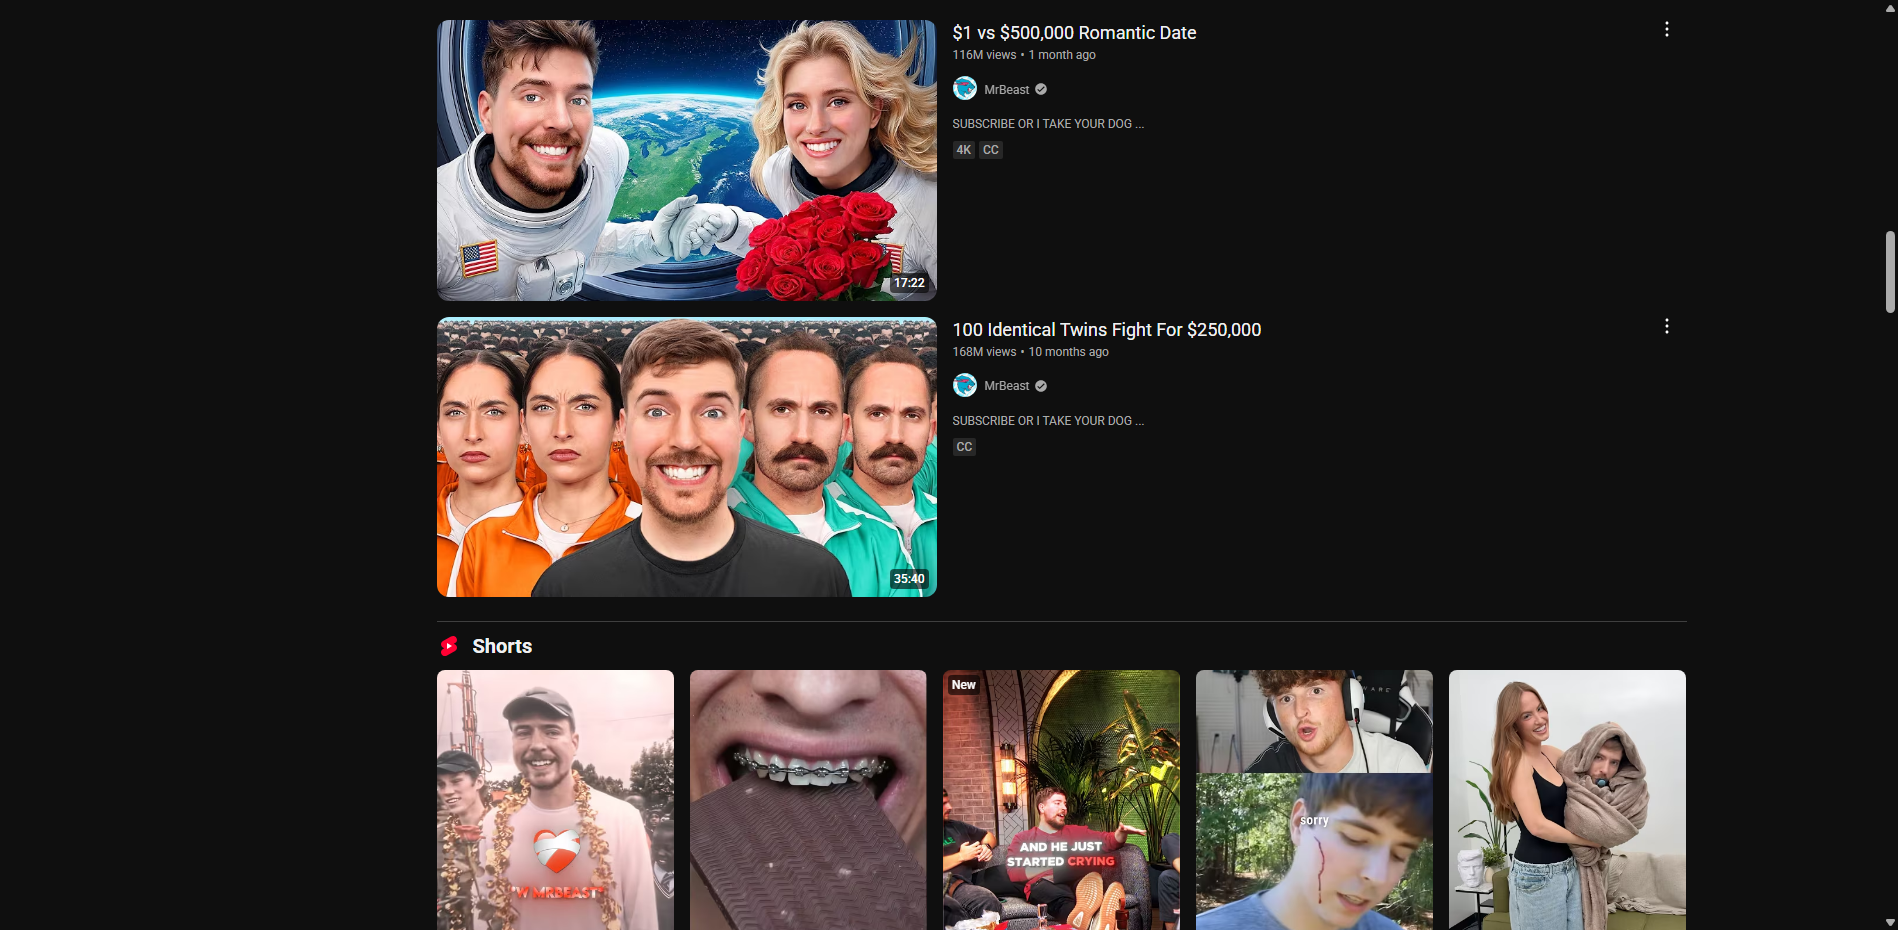 $1 vs $500,000 Romantic Date
116M views • 1 month ago
MrBeast
SUBSCRIBE OR I TAKE YOUR DOG ...
4K CC
17:22
100 Identical Twins Fight For $250,000
168M views • 10 months ago
MrBeast
SUBSCRIBE OR I TAKE YOUR DOG ...
CC
35:40
Shorts
"W MRBEAST"
New
AND HE JUST
STARTED CRYING
sorry